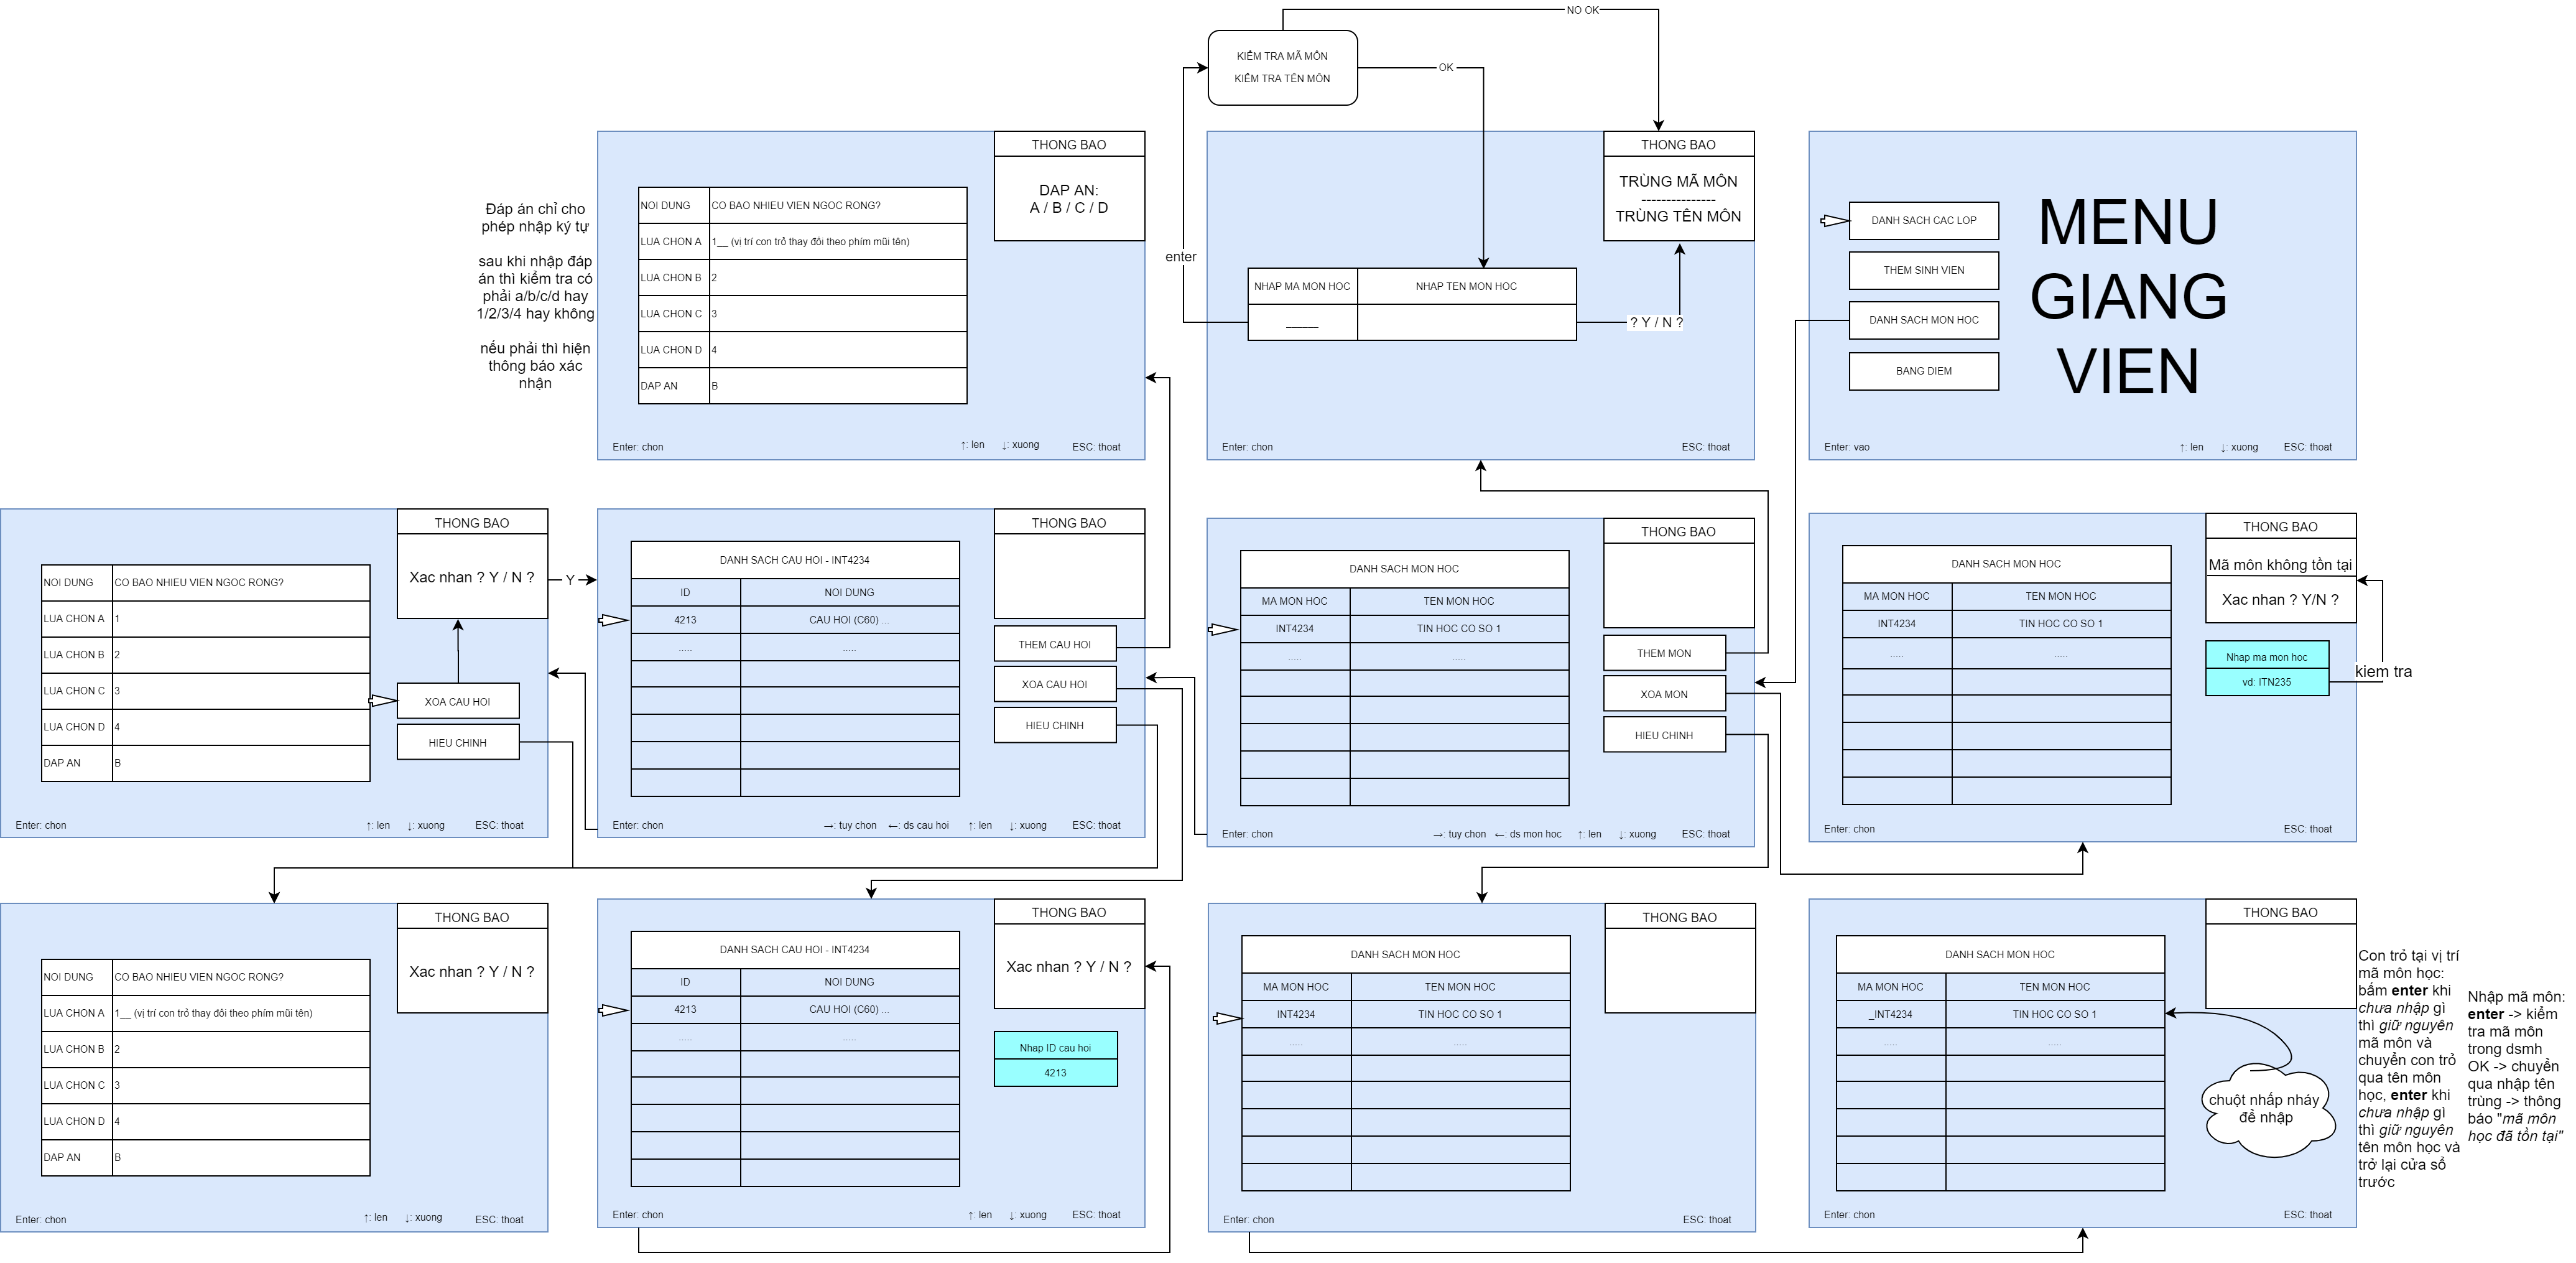 NO OK
KIỂM TRA MÃ MÔN
KIỂM TRA TÊN MÔN
OK
Đáp án chỉ cho
phép nhập ký tự
sau khi nhập đáp
án thì kiểm tra có
phải a/b/c/d hay
1/2/3/4 hay không
nếu phải thì hiện
thông báo xác
nhận
THONG BAO
DAP AN:
A / B / C / D
NOI DUNG CO BAO NHIEU VIEN NGOC RONG?
LUA CHON A 1__ (vị trí con trỏ thay đổi theo phím mũi tên)
LUA CHON B 2
LUA CHON C 3
LUA CHON D 4
DAP AN B
Enter: chon ↑: len ↓: xuong ESC: thoat
enter
THONG BAO
TRÙNG MÃ MÔN
---------------
TRÙNG TÊN MÔN
NHAP MA MON HOC NHAP TEN MON HOC
______
? Y / N ?
Enter: chon ESC: thoat
DANH SACH CAC LOP
THEM SINH VIEN
DANH SACH MON HOC
BANG DIEM
MENU
GIANG
VIEN
Enter: vao ↑: len ↓: xuong ESC: thoat
THONG BAO
Xac nhan ? Y / N ?
NOI DUNG CO BAO NHIEU VIEN NGOC RONG?
LUA CHON A 1
LUA CHON B 2
LUA CHON C 3
LUA CHON D 4
DAP AN B
XOA CAU HOI
HIEU CHINH
Enter: chon ↑: len ↓: xuong ESC: thoat
Y
THONG BAO
DANH SACH CAU HOI - INT4234
ID NOI DUNG
4213 CAU HOI (C60) ...
..... .....
THEM CAU HOI
XOA CAU HOI
HIEU CHINH
Enter: chon →: tuy chon ←: ds cau hoi ↑: len ↓: xuong ESC: thoat
THONG BAO
DANH SACH MON HOC
MA MON HOC TEN MON HOC
INT4234 TIN HOC CO SO 1
..... .....
THEM MON
XOA MON
HIEU CHINH
Enter: chon →: tuy chon ←: ds mon hoc ↑: len ↓: xuong ESC: thoat
THONG BAO
Mã môn không tồn tại
Xac nhan ? Y/N ?
DANH SACH MON HOC
MA MON HOC TEN MON HOC
INT4234 TIN HOC CO SO 1
..... .....
Nhap ma mon hoc
vd: ITN235
kiem tra
Enter: chon ESC: thoat
THONG BAO
Xac nhan ? Y / N ?
NOI DUNG CO BAO NHIEU VIEN NGOC RONG?
LUA CHON A 1__ (vị trí con trỏ thay đổi theo phím mũi tên)
LUA CHON B 2
LUA CHON C 3
LUA CHON D 4
DAP AN B
Enter: chon ↑: len ↓: xuong ESC: thoat
THONG BAO
Xac nhan ? Y / N ?
DANH SACH CAU HOI - INT4234
ID NOI DUNG
4213 CAU HOI (C60) ...
..... .....
Nhap ID cau hoi
4213
Enter: chon ↑: len ↓: xuong ESC: thoat
THONG BAO
DANH SACH MON HOC
MA MON HOC TEN MON HOC
INT4234 TIN HOC CO SO 1
..... .....
Enter: chon ESC: thoat
THONG BAO
DANH SACH MON HOC
MA MON HOC TEN MON HOC
_INT4234 TIN HOC CO SO 1
..... .....
chuột nhấp nháy
để nhập
Enter: chon ESC: thoat
Con trỏ tại vị trí
mã môn học:
bấm enter khi
chưa nhập gì
thì giữ nguyên
mã môn và
chuyển con trỏ
qua tên môn
học, enter khi
chưa nhập gì
thì giữ nguyên
tên môn học và
trở lại cửa sổ
trước
Nhập mã môn:
enter -> kiểm
tra mã môn
trong dsmh
OK -> chuyển
qua nhập tên
trùng -> thông
báo "mã môn
học đã tồn tại"